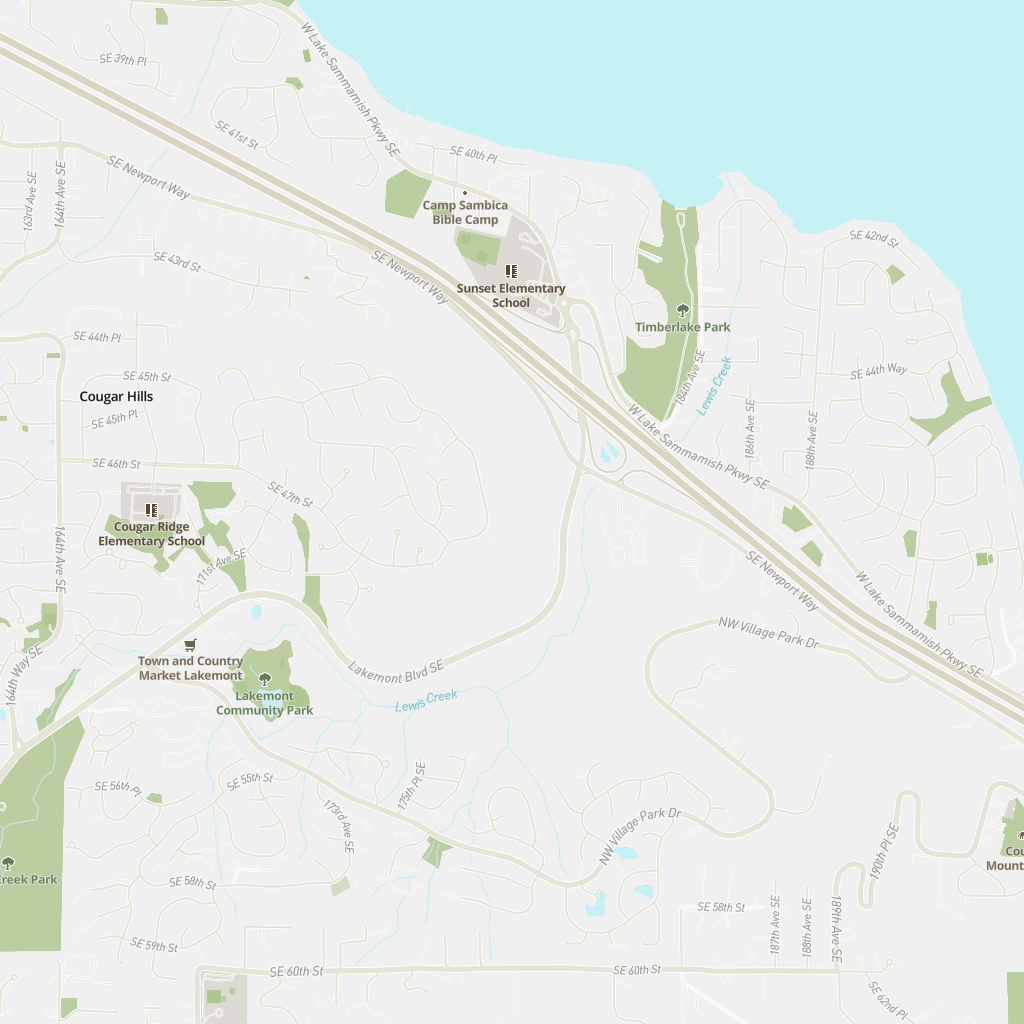 SE 39th Pl
W Lake Sammamish Pkwy SE
SE 41st St
SE 40th Pl
SE Newport Way
163rd Ave SE
164th Ave SE
Camp Sambica
Bible Camp
SE 42nd St
SE 43rd St
SE Newport Way
Sunset Elementary
School
Timberlake Park
SE 44th Pl
SE 45th St
Cougar Hills
SE 45th Pl
184th Ave SE
Lewis Creek
SE 44th Way
186th Ave SE
188th Ave SE
W Lake Sammamish Pkwy SE
SE 46th St
SE 47th St
Cougar Ridge
Elementary School
164th Ave SE
171st Ave SE
SE Newport Way
W Lake Sammamish Pkwy SE
NW Village Park Dr
164th Way SE
Town and Country
Market Lakemont
Lakemont Blvd SE
Lakemont
Community Park
Lewis Creek
SE 56th Pl
SE 55th St
175th Pl SE
173rd Ave SE
NW Village Park Dr
190th Pl SE
Cou
Mount
Creek Park
SE 58th St
SE 58th St
187th Ave SE
188th Ave SE
189th Ave SE
SE 59th St
SE 60th St
SE 60th St
SE 62nd Pl